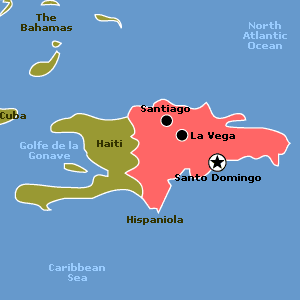 The
Bahamas
North
Atlantic
Ocean
Cuba
Santiago
La Vega
Golfe de la
Gonave
Haiti
Santo Domingo
Hispaniola
Caribbean
Sea